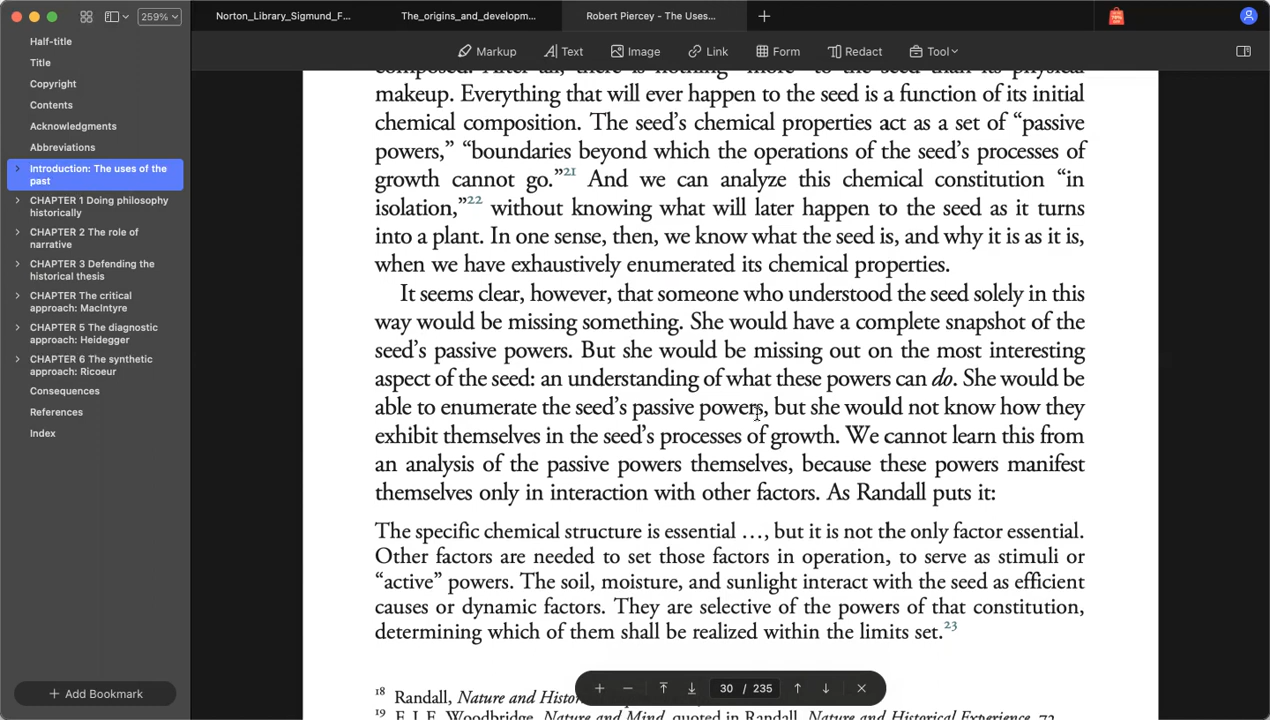 259%
Norton_Library_Sigmund_F...
The_origins_and_developm...
Robert Piercey - The Uses...
Markup
Text
Image
Link
Form
Redact
Tool
Half-title
Title
Copyright
Contents
Acknowledgments
Abbreviations
Introduction: The uses of the
past
CHAPTER 1 Doing philosophy
historically
CHAPTER 2 The role of
narrative
CHAPTER 3 Defending the
historical thesis
CHAPTER The critical
approach: MacIntyre
CHAPTER 5 The diagnostic
approach: Heidegger
CHAPTER 6 The synthetic
approach: Ricoeur
Consequences
References
Index
Add Bookmark
composed. After all, there is nothing “more” to the seed than its physical
makeup. Everything that will ever happen to the seed is a function of its initial
chemical composition. The seed’s chemical properties act as a set of “passive
powers,” “boundaries beyond which the operations of the seed’s processes of
growth cannot go.”21 And we can analyze this chemical constitution “in
isolation,”22 without knowing what will later happen to the seed as it turns
into a plant. In one sense, then, we know what the seed is, and why it is as it is,
when we have exhaustively enumerated its chemical properties.
It seems clear, however, that someone who understood the seed solely in this
way would be missing something. She would have a complete snapshot of the
seed’s passive powers. But she would be missing out on the most interesting
aspect of the seed: an understanding of what these powers can do. She would be
able to enumerate the seed’s passive powers, but she would not know how they
exhibit themselves in the seed’s processes of growth. We cannot learn this from
an analysis of the passive powers themselves, because these powers manifest
themselves only in interaction with other factors. As Randall puts it:
The specific chemical structure is essential …, but it is not the only factor essential.
Other factors are needed to set those factors in operation, to serve as stimuli or
“active” powers. The soil, moisture, and sunlight interact with the seed as efficient
causes or dynamic factors. They are selective of the powers of that constitution,
determining which of them shall be realized within the limits set.23
18 Randall, Nature and Histor
19 F. J. E. Woodbridge, Nature and Mind, quoted in Randall, Nature and Historical Experience, 73
30 / 235